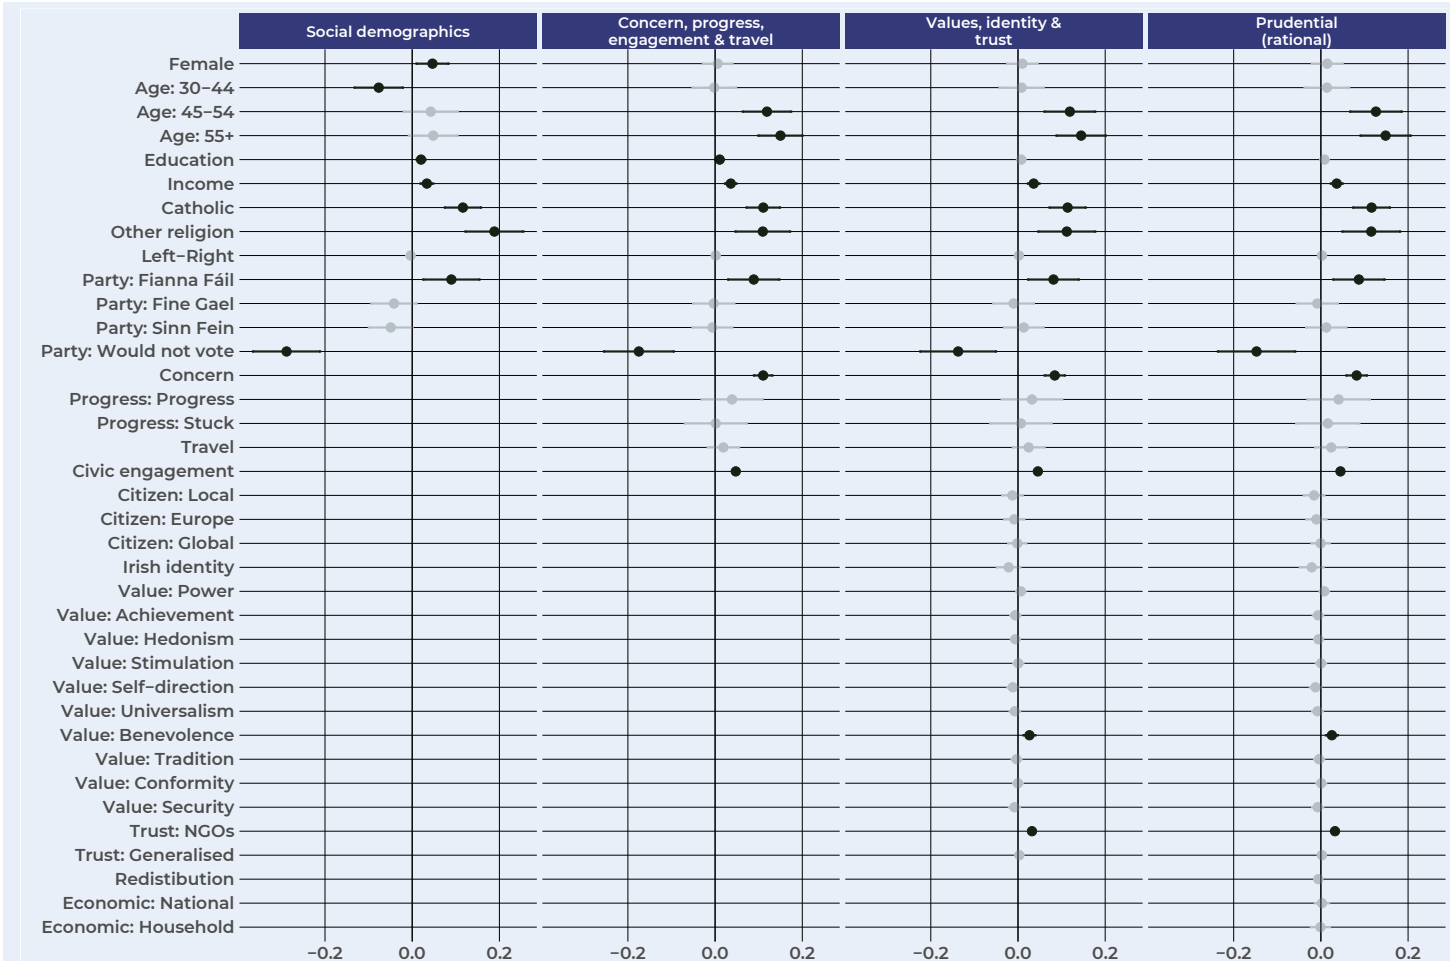 Social demographics
Concern, progress,
engagement & travel
Values, identity &
trust
Prudential
(rational)
Female
Age: 30−44
Age: 45−54
Age: 55+
Education
Income
Catholic
Other religion
Left−Right
Party: Fianna Fáil
Party: Fine Gael
Party: Sinn Fein
Party: Would not vote
Concern
Progress: Progress
Progress: Stuck
Travel
Civic engagement
Citizen: Local
Citizen: Europe
Citizen: Global
Irish identity
Value: Power
Value: Achievement
Value: Hedonism
Value: Stimulation
Value: Self−direction
Value: Universalism
Value: Benevolence
Value: Tradition
Value: Conformity
Value: Security
Trust: NGOs
Trust: Generalised
Redistibution
Economic: National
Economic: Household
−0.2 0.0 0.2 −0.2 0.0 0.2 −0.2 0.0 0.2 −0.2 0.0 0.2